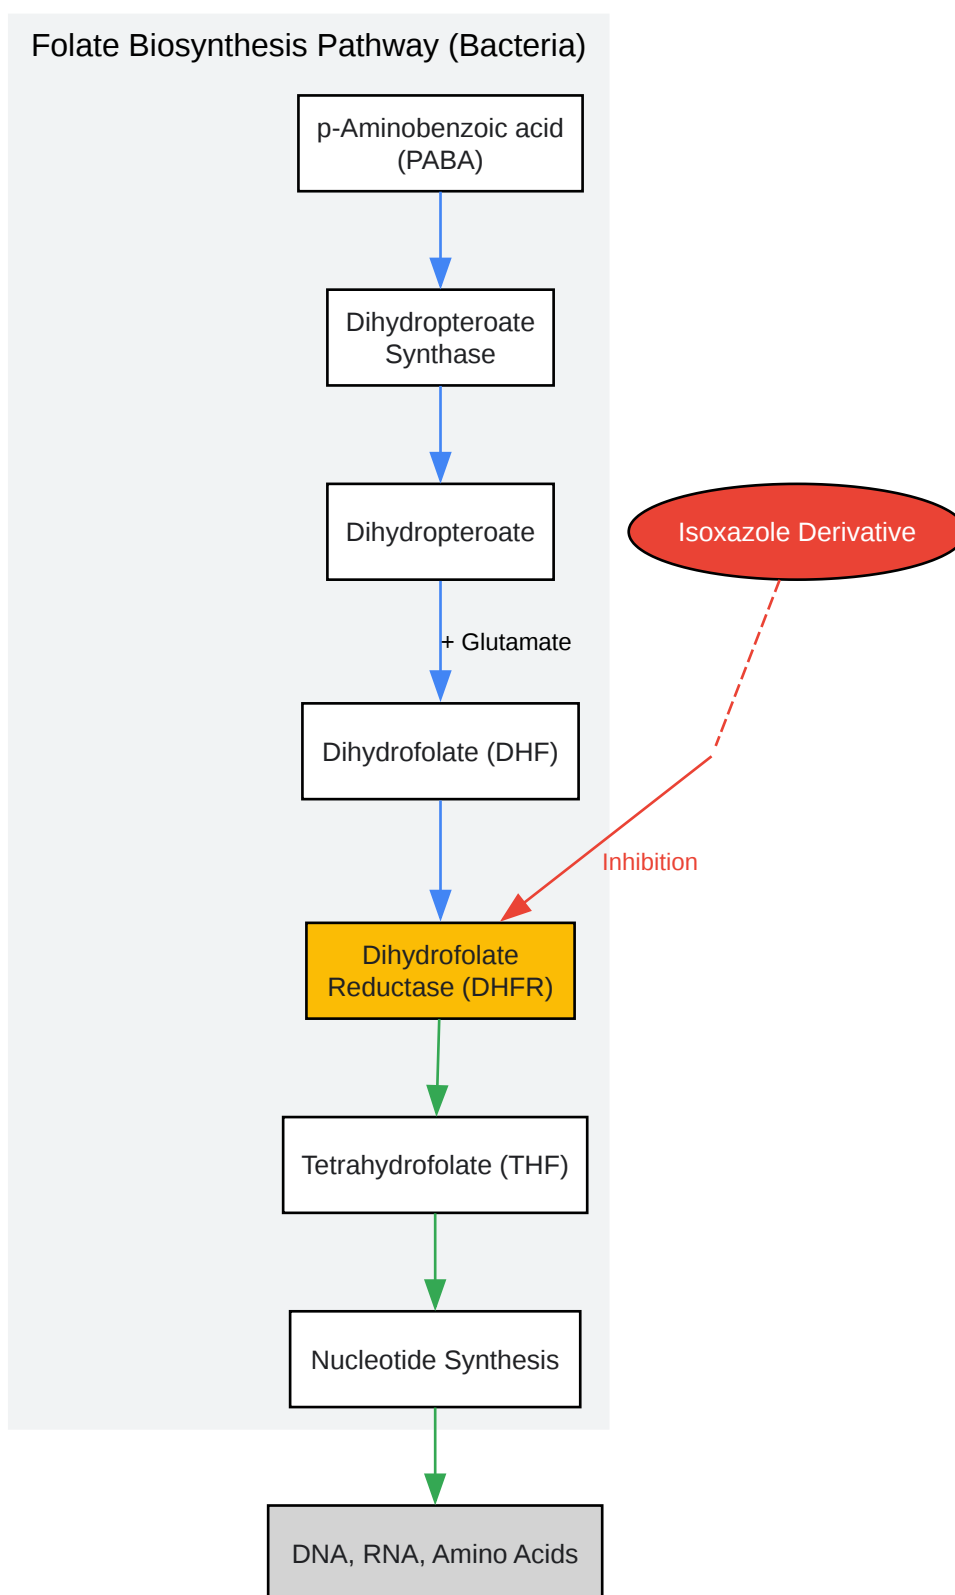 Folate Biosynthesis Pathway (Bacteria)
p-Aminobenzoic acid
(PABA)
Dihydropteroate
Synthase
Dihydropteroate
Isoxazole Derivative
+ Glutamate
Dihydrofolate (DHF)
Inhibition
Dihydrofolate
Reductase (DHFR)
Tetrahydrofolate (THF)
Nucleotide Synthesis
DNA, RNA, Amino Acids